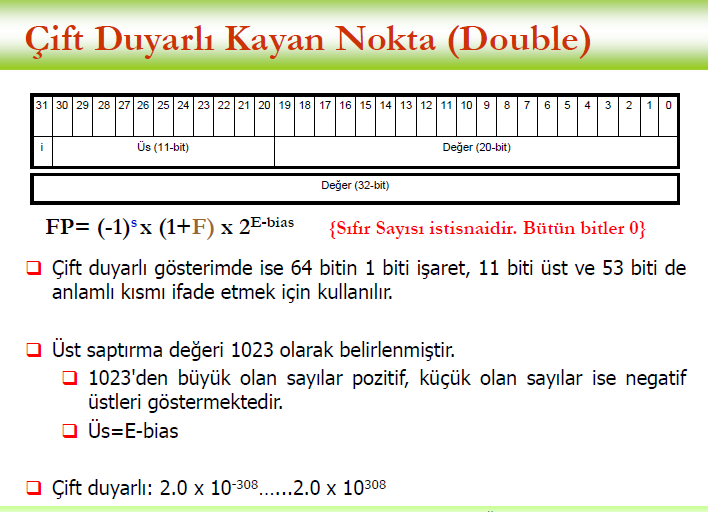 Çift Duyarlı Kayan Nokta (Double)
31 30 29 28 27 26 25 24 23 22 21 20 19 18 17 16 15 14 13 12 11 10 9 8 7 6 5 4 3 2 1 0
i Üs (11-bit) Değer (20-bit)
Değer (32-bit)
FP= (-1)s x (1+F) x 2E-bias {Sıfır Sayısı istisnaidir. Bütün bitler 0}
Çift duyarlı gösterimde ise 64 bitin 1 biti işaret, 11 biti üst ve 53 biti de
anlamlı kısmı ifade etmek için kullanılır.
Üst saptırma değeri 1023 olarak belirlenmiştir.
1023'den büyük olan sayılar pozitif, küçük olan sayılar ise negatif
üstleri göstermektedir.
Üs=E-bias
Çift duyarlı: 2.0 x 10-308…...2.0 x 10308